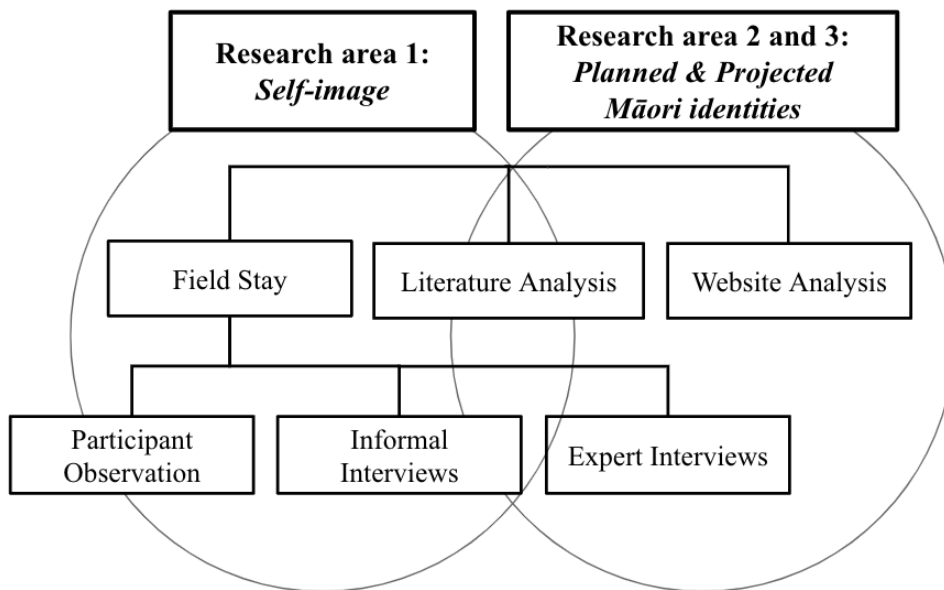 Research area 1:
Self-image
Research area 2 and 3:
Planned & Projected
Māori identities
Field Stay
Literature Analysis
Website Analysis
Participant
Observation
Informal
Interviews
Expert Interviews